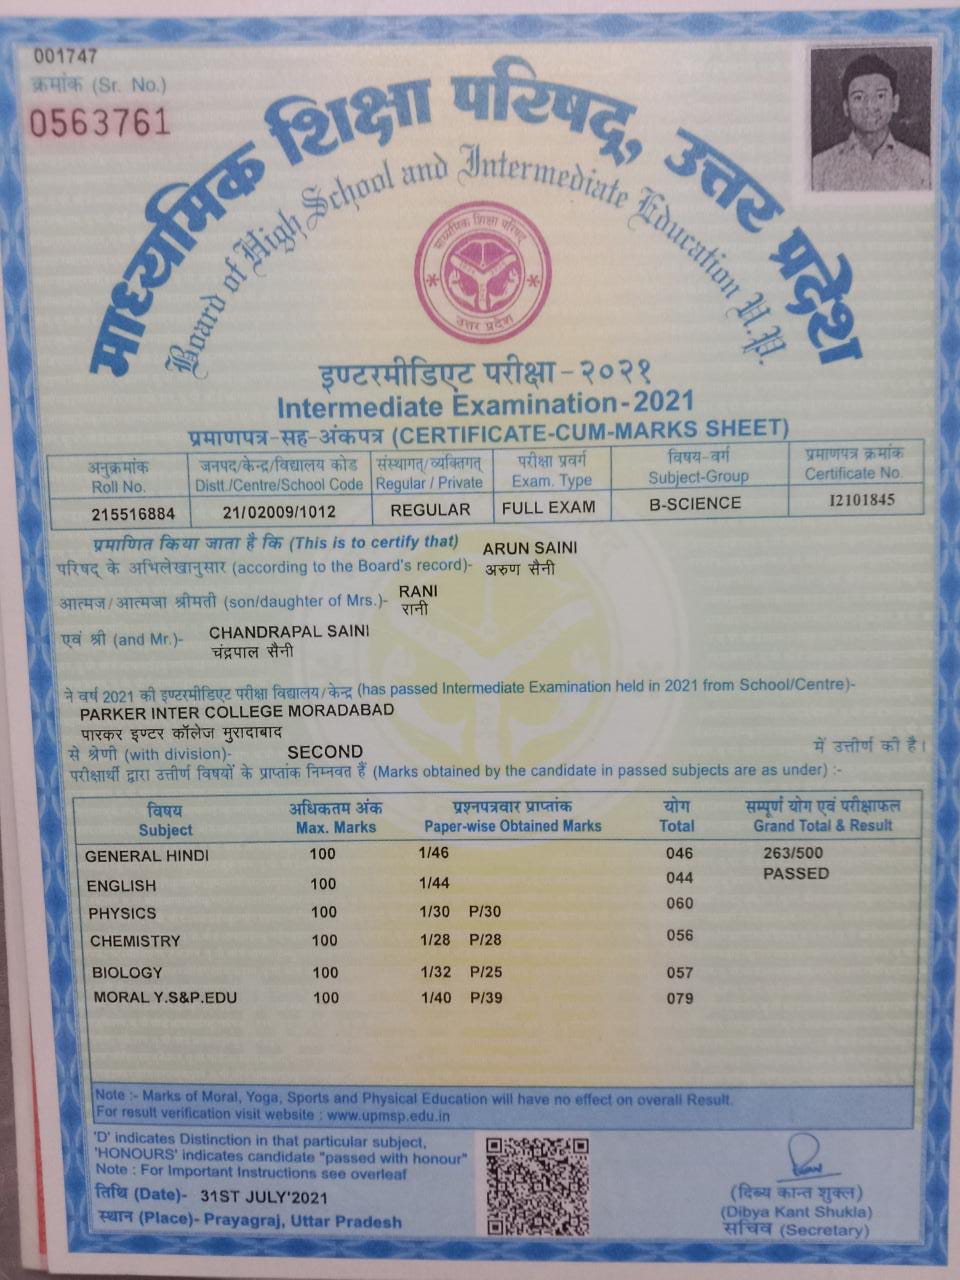 001747
क्रमांक (Sr. No.)
0563761
माध्यमिक शिक्षा परिषद्, उत्तर प्रदेश
Board of High School and Intermediate Education U.P.
माध्यमिक शिक्षा परिषद्
उत्तर प्रदेश
इण्टरमीडिएट परीक्षा - २०२१
Intermediate Examination-2021
प्रमाणपत्र-सह-अंकपत्र (CERTIFICATE-CUM-MARKS SHEET)
अनुक्रमांक जनपद/केन्द्र/विद्यालय कोड संस्थागत/व्यक्तिगत् परीक्षा प्रवर्ग विषय-वर्ग प्रमाणपत्र क्रमांक
Roll No. Distt./Centre/School Code Regular / Private Exam. Type Subject-Group Certificate No.
215516884 21/02009/1012 REGULAR FULL EXAM B-SCIENCE I2101845
प्रमाणित किया जाता है कि (This is to certify that) ARUN SAINI
परिषद् के अभिलेखानुसार (according to the Board's record)- अरुण सैनी
आत्मज/आत्मजा श्रीमती (son/daughter of Mrs.)- RANI
रानी
एवं श्री (and Mr.)- CHANDRAPAL SAINI
चंद्रपाल सैनी
ने वर्ष 2021 की इण्टरमीडिएट परीक्षा विद्यालय/केन्द्र (has passed Intermediate Examination held in 2021 from School/Centre)-
PARKER INTER COLLEGE MORADABAD
पारकर इण्टर कॉलेज मुरादाबाद
से श्रेणी (with division)- SECOND में उत्तीर्ण की है।
परीक्षार्थी द्वारा उत्तीर्ण विषयों के प्राप्तांक निम्नवत हैं (Marks obtained by the candidate in passed subjects are as under) :-
विषय अधिकतम अंक प्रश्नपत्रवार प्राप्तांक योग सम्पूर्ण योग एवं परीक्षाफल
Subject Max. Marks Paper-wise Obtained Marks Total Grand Total & Result
GENERAL HINDI 100 1/46 046 263/500
PASSED
ENGLISH 100 1/44 044
PHYSICS 100 1/30 P/30 060
CHEMISTRY 100 1/28 P/28 056
BIOLOGY 100 1/32 P/25 057
MORAL Y.S&P.EDU 100 1/40 P/39 079
Note :- Marks of Moral, Yoga, Sports and Physical Education will have no effect on overall Result.
For result verification visit website : www.upmsp.edu.in
'D' indicates Distinction in that particular subject,
'HONOURS' indicates candidate "passed with honour"
Note : For Important Instructions see overleaf
तिथि (Date)- 31ST JULY'2021
स्थान (Place)- Prayagraj, Uttar Pradesh
(दिब्य कान्त शुक्ल)
(Dibya Kant Shukla)
सचिव (Secretary)